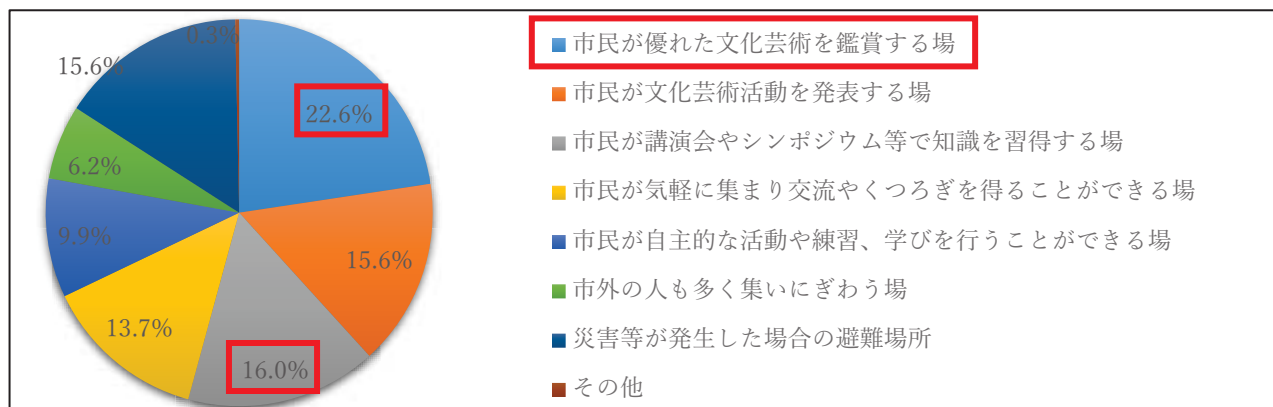 0.3%
15.6%
22.6%
6.2%
9.9%
15.6%
13.7%
16.0%
市民が優れた文化芸術を鑑賞する場
市民が文化芸術活動を発表する場
市民が講演会やシンポジウム等で知識を習得する場
市民が気軽に集まり交流やくつろぎを得ることができる場
市民が自主的な活動や練習、学びを行うことができる場
市外の人も多く集いにぎわう場
災害等が発生した場合の避難場所
その他